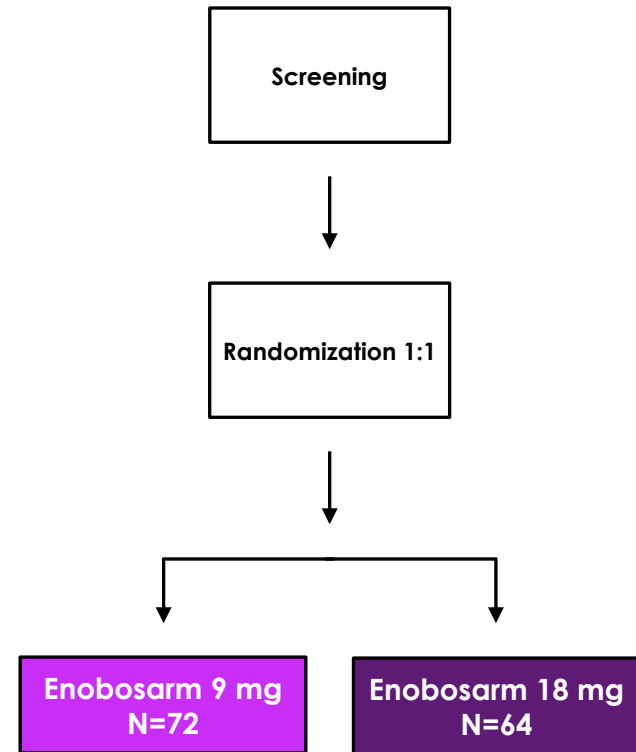 Screening
Randomization 1:1
Enobosarm 9 mg
N=72
Enobosarm 18 mg
N=64